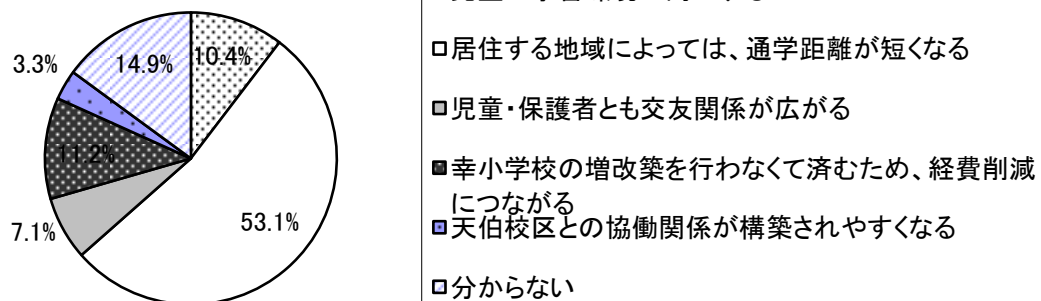 3.3%
14.9%
10.4%
11.2%
7.1%
53.1%
居住する地域によっては、通学距離が短くなる
児童・保護者とも交友関係が広がる
幸小学校の増改築を行わなくて済むため、経費削減
につながる
天伯校区との協働関係が構築されやすくなる
分からない